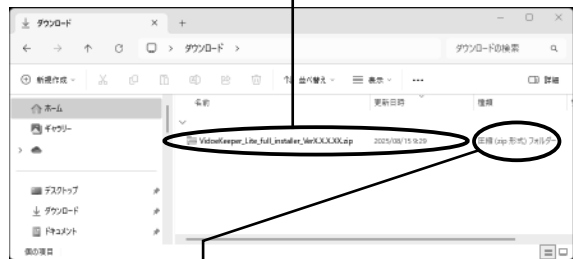 ダウンロード
ダウンロード
ダウンロードの検索
新規作成
並べ替え
表示
詳細
ホーム
名前
更新日時
種類
ギャラリー
VidoeKeeper_Lite_full_installer_VerX.X.X.XX.zip
2025/08/15 9:29
圧縮 (zip 形式) フォルダー
デスクトップ
ダウンロード
ドキュメント
個の項目